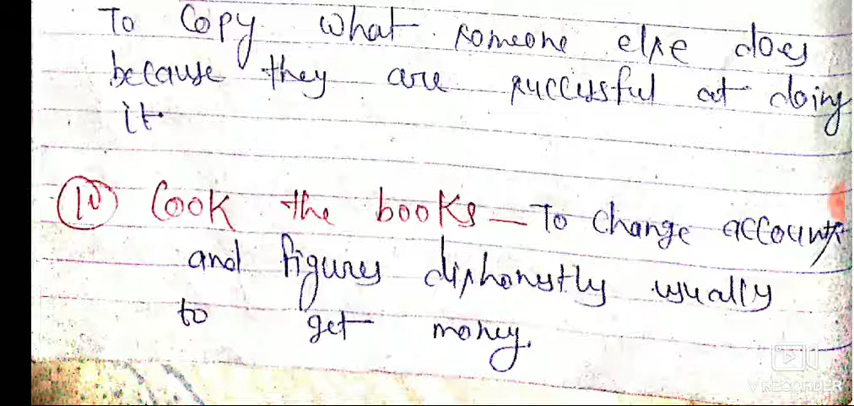 To copy what someone else does
because they are successful at doing
it.
10 Cook the books — To change accounts
and figures dishonestly usually
to get money.
RECORDER